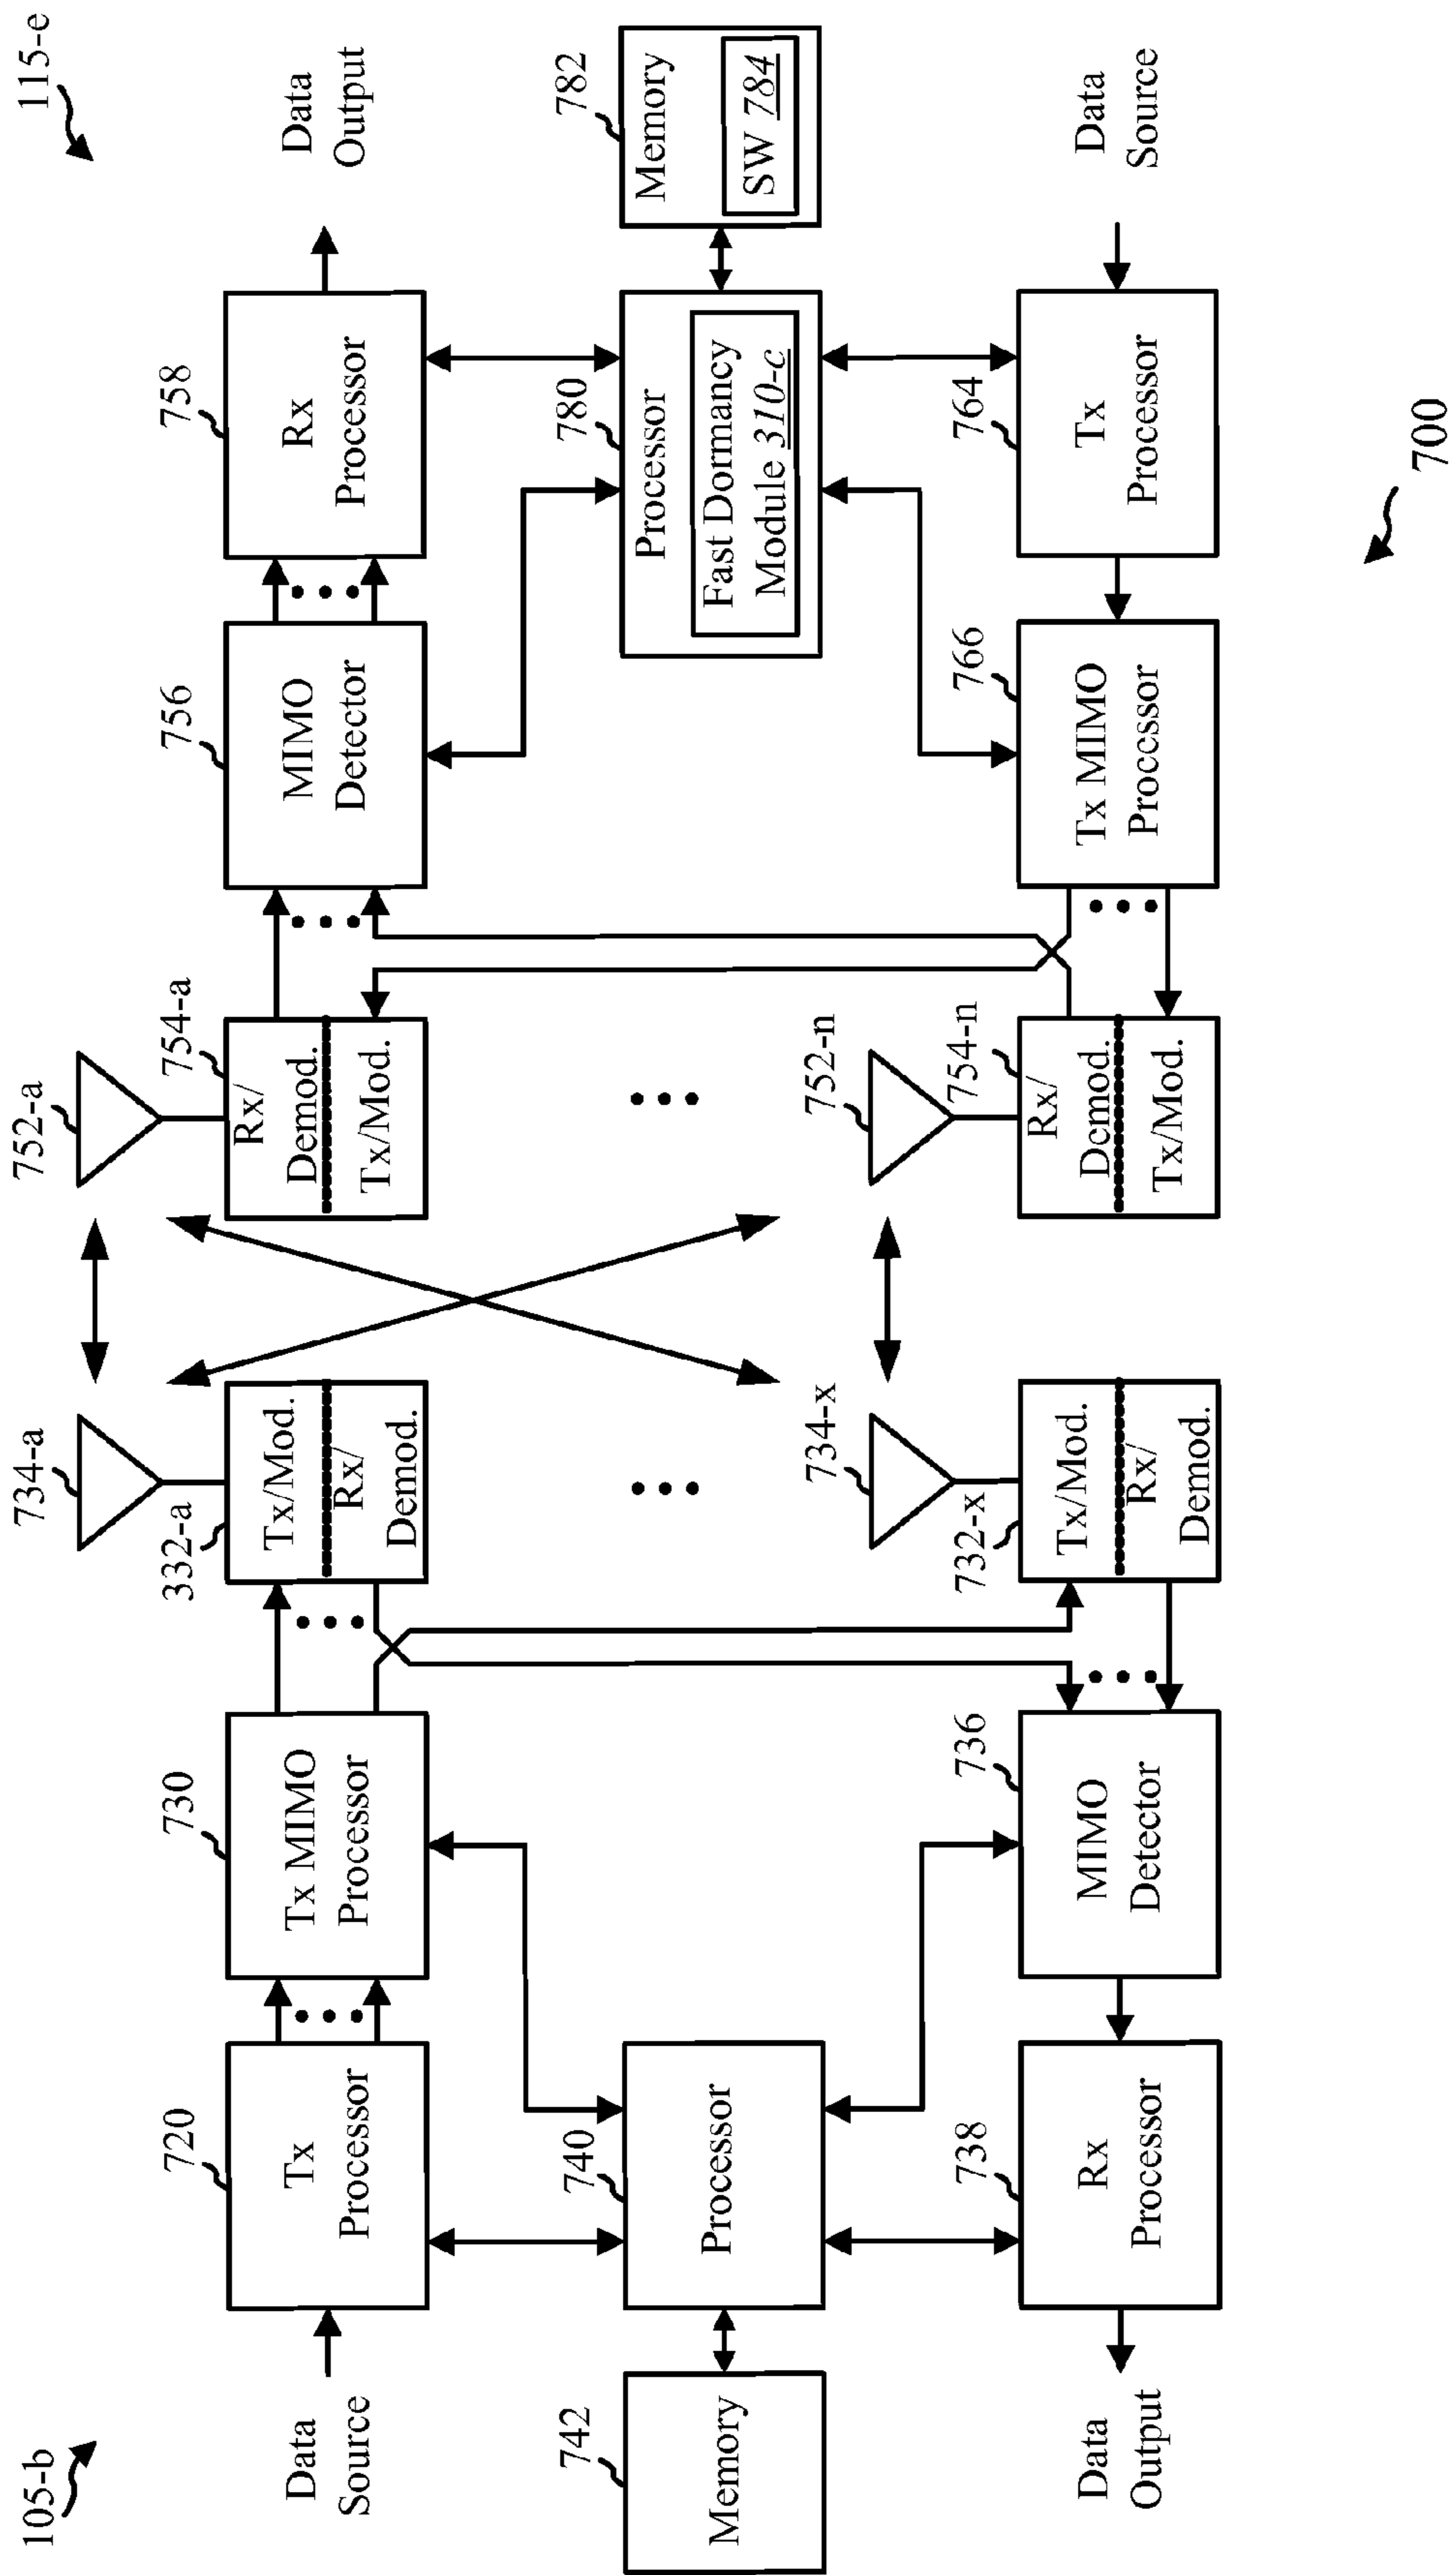 105-b
115-e
Data
Source
720
Tx
Processor
730
Tx MIMO
Processor
332-a
Tx/Mod.
Rx/
Demod.
734-a
752-a
754-a
Rx/
Demod.
Tx/Mod.
756
MIMO
Detector
758
Rx
Processor
Data
Output
742
Memory
740
Processor
780
Processor
Fast Dormancy
Module 310-c
782
Memory
SW 784
Data
Output
738
Rx
Processor
736
MIMO
Detector
732-x
Tx/Mod.
Rx/
Demod.
734-x
752-n
754-n
Rx/
Demod.
Tx/Mod.
766
Tx MIMO
Processor
764
Tx
Processor
Data
Source
700